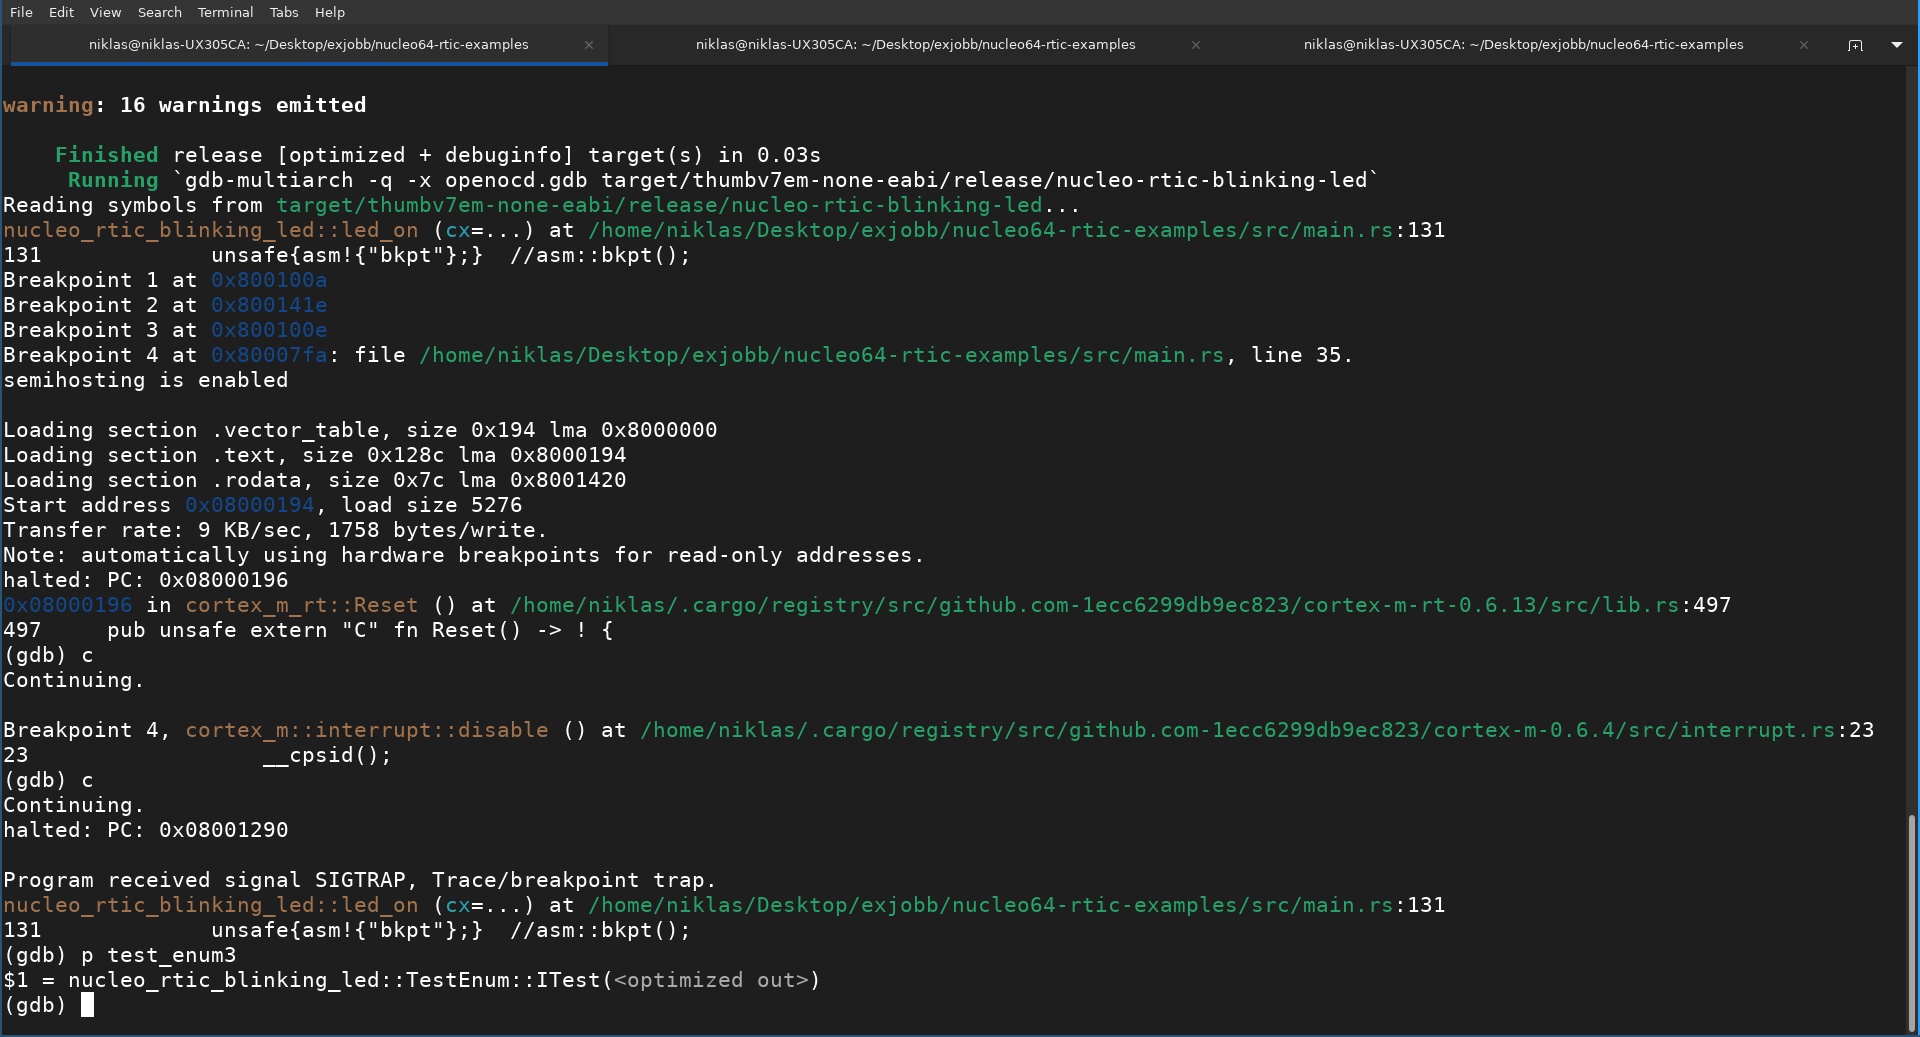 File Edit View Search Terminal Tabs Help
niklas@niklas-UX305CA: ~/Desktop/exjobb/nucleo64-rtic-examples × niklas@niklas-UX305CA: ~/Desktop/exjobb/nucleo64-rtic-examples × niklas@niklas-UX305CA: ~/Desktop/exjobb/nucleo64-rtic-examples ×
warning: 16 warnings emitted
    Finished release [optimized + debuginfo] target(s) in 0.03s
     Running `gdb-multiarch -q -x openocd.gdb target/thumbv7em-none-eabi/release/nucleo-rtic-blinking-led`
Reading symbols from target/thumbv7em-none-eabi/release/nucleo-rtic-blinking-led...
nucleo_rtic_blinking_led::led_on (cx=...) at /home/niklas/Desktop/exjobb/nucleo64-rtic-examples/src/main.rs:131
131             unsafe{asm!{"bkpt"};}  //asm::bkpt();
Breakpoint 1 at 0x800100a
Breakpoint 2 at 0x800141e
Breakpoint 3 at 0x800100e
Breakpoint 4 at 0x80007fa: file /home/niklas/Desktop/exjobb/nucleo64-rtic-examples/src/main.rs, line 35.
semihosting is enabled
Loading section .vector_table, size 0x194 lma 0x8000000
Loading section .text, size 0x128c lma 0x8000194
Loading section .rodata, size 0x7c lma 0x8001420
Start address 0x08000194, load size 5276
Transfer rate: 9 KB/sec, 1758 bytes/write.
Note: automatically using hardware breakpoints for read-only addresses.
halted: PC: 0x08000196
0x08000196 in cortex_m_rt::Reset () at /home/niklas/.cargo/registry/src/github.com-1ecc6299db9ec823/cortex-m-rt-0.6.13/src/lib.rs:497
497     pub unsafe extern "C" fn Reset() -> ! {
(gdb) c
Continuing.
Breakpoint 4, cortex_m::interrupt::disable () at /home/niklas/.cargo/registry/src/github.com-1ecc6299db9ec823/cortex-m-0.6.4/src/interrupt.rs:23
23                  __cpsid();
(gdb) c
Continuing.
halted: PC: 0x08001290
Program received signal SIGTRAP, Trace/breakpoint trap.
nucleo_rtic_blinking_led::led_on (cx=...) at /home/niklas/Desktop/exjobb/nucleo64-rtic-examples/src/main.rs:131
131             unsafe{asm!{"bkpt"};}  //asm::bkpt();
(gdb) p test_enum3
$1 = nucleo_rtic_blinking_led::TestEnum::ITest(<optimized out>)
(gdb)